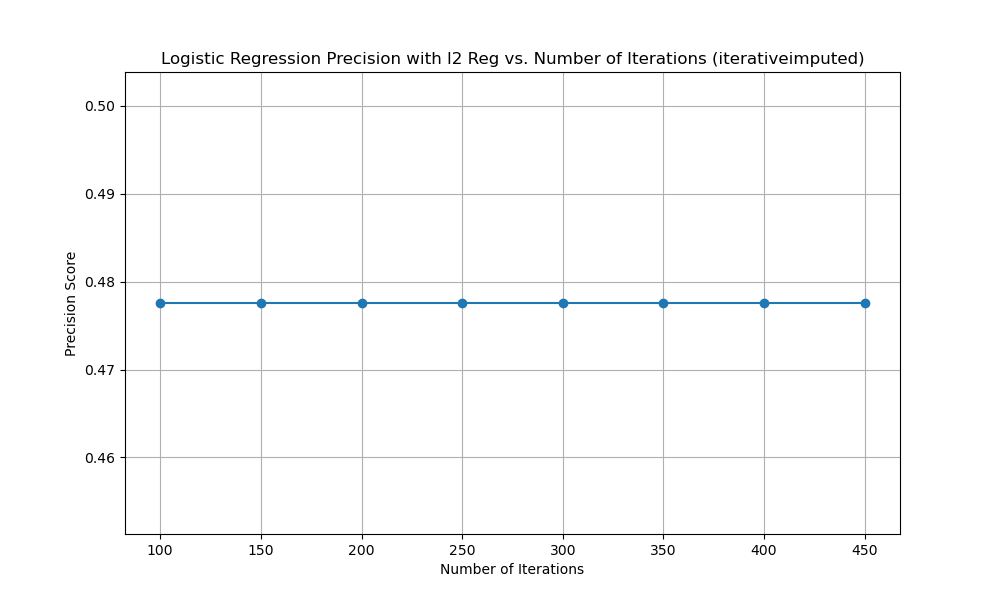 Logistic Regression Precision with l2 Reg vs. Number of Iterations (iterativeimputed)
0.50
0.49
0.48
0.47
0.46
Precision Score
100 150 200 250 300 350 400 450
Number of Iterations